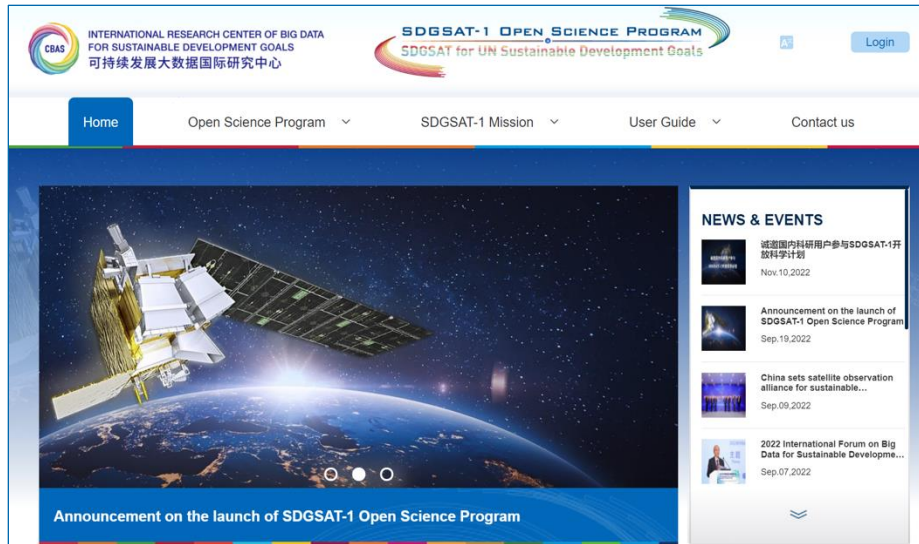 CBAS
INTERNATIONAL RESEARCH CENTER OF BIG DATA
FOR SUSTAINABLE DEVELOPMENT GOALS
可持续发展大数据国际研究中心
SDGSAT-1 OPEN SCIENCE PROGRAM
SDGSAT for UN Sustainable Development Goals
Login
Home
Open Science Program
SDGSAT-1 Mission
User Guide
Contact us
Announcement on the launch of SDGSAT-1 Open Science Program
NEWS & EVENTS
诚邀国内科研用户参与SDGSAT-1开
放科学计划
Nov.10,2022
Announcement on the launch of
SDGSAT-1 Open Science Program
Sep.19,2022
China sets satellite observation
alliance for sustainable...
Sep.09,2022
2022 International Forum on Big
Data for Sustainable Developme...
Sep.07,2022